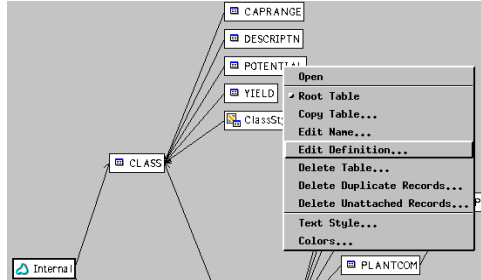 CAPRANGE
DESCRIPTN
POTENTIAL
YIELD
CLASS
Internal
Open
Root Table
Copy Table...
Edit Name...
Edit Definition...
Delete Table...
Delete Duplicate Records...
Delete Unattached Records...
Text Style...
Colors...
PLANTCOM